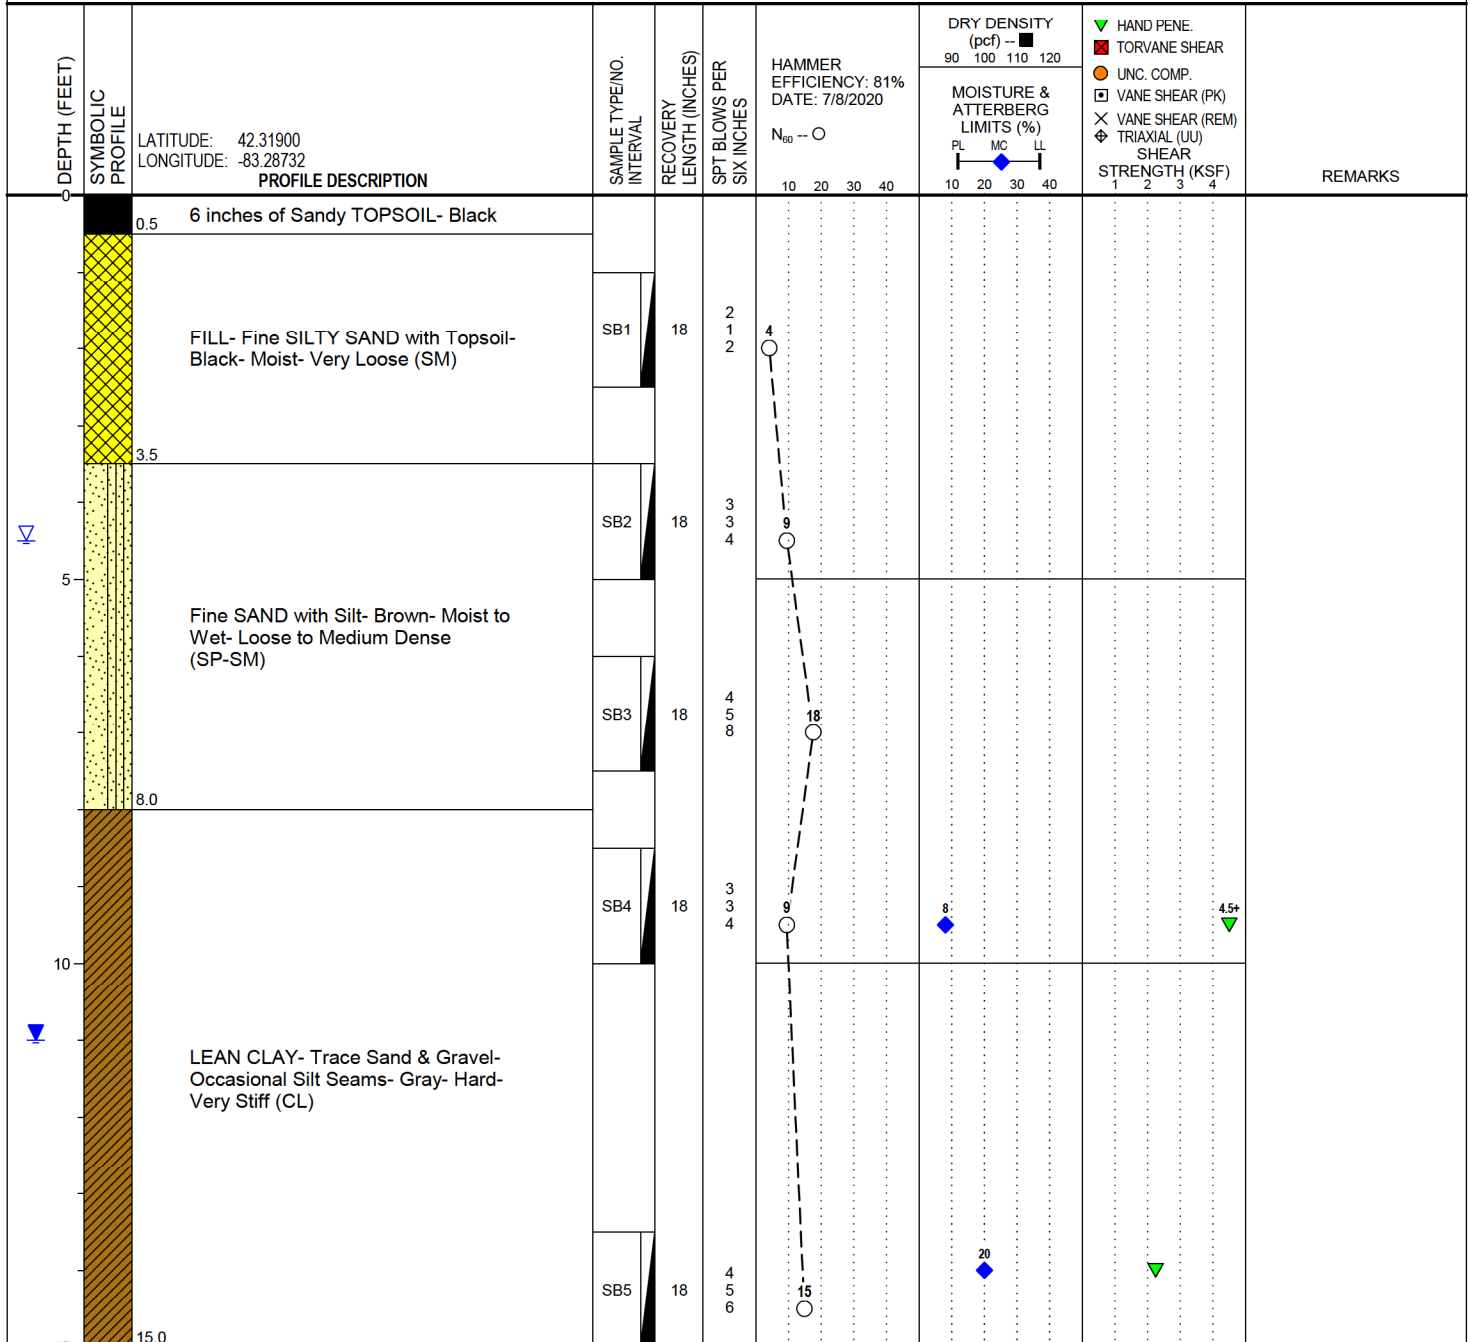 DEPTH (FEET)
SYMBOLIC
PROFILE
LATITUDE: 42.31900
LONGITUDE: -83.28732
PROFILE DESCRIPTION
SAMPLE TYPE/NO.
INTERVAL
RECOVERY
LENGTH (INCHES)
SPT BLOWS PER
SIX INCHES
HAMMER
EFFICIENCY: 81%
DATE: 7/8/2020
N60 -- O
10 20 30 40
DRY DENSITY
(pcf) -- ■
90 100 110 120
MOISTURE &
ATTERBERG
LIMITS (%)
PL MC LL
10 20 30 40
HAND PENE.
TORVANE SHEAR
UNC. COMP.
VANE SHEAR (PK)
VANE SHEAR (REM)
TRIAXIAL (UU)
SHEAR
STRENGTH (KSF)
1 2 3 4
REMARKS
0
6 inches of Sandy TOPSOIL- Black
0.5
FILL- Fine SILTY SAND with Topsoil-
Black- Moist- Very Loose (SM)
SB1
18
2
1
2
4
3.5
SB2
18
3
3
4
9
5
Fine SAND with Silt- Brown- Moist to
Wet- Loose to Medium Dense
(SP-SM)
SB3
18
4
5
8
18
8.0
SB4
18
3
3
4
9
8
4.5+
10
LEAN CLAY- Trace Sand & Gravel-
Occasional Silt Seams- Gray- Hard-
Very Stiff (CL)
SB5
18
4
5
6
15
20
15.0